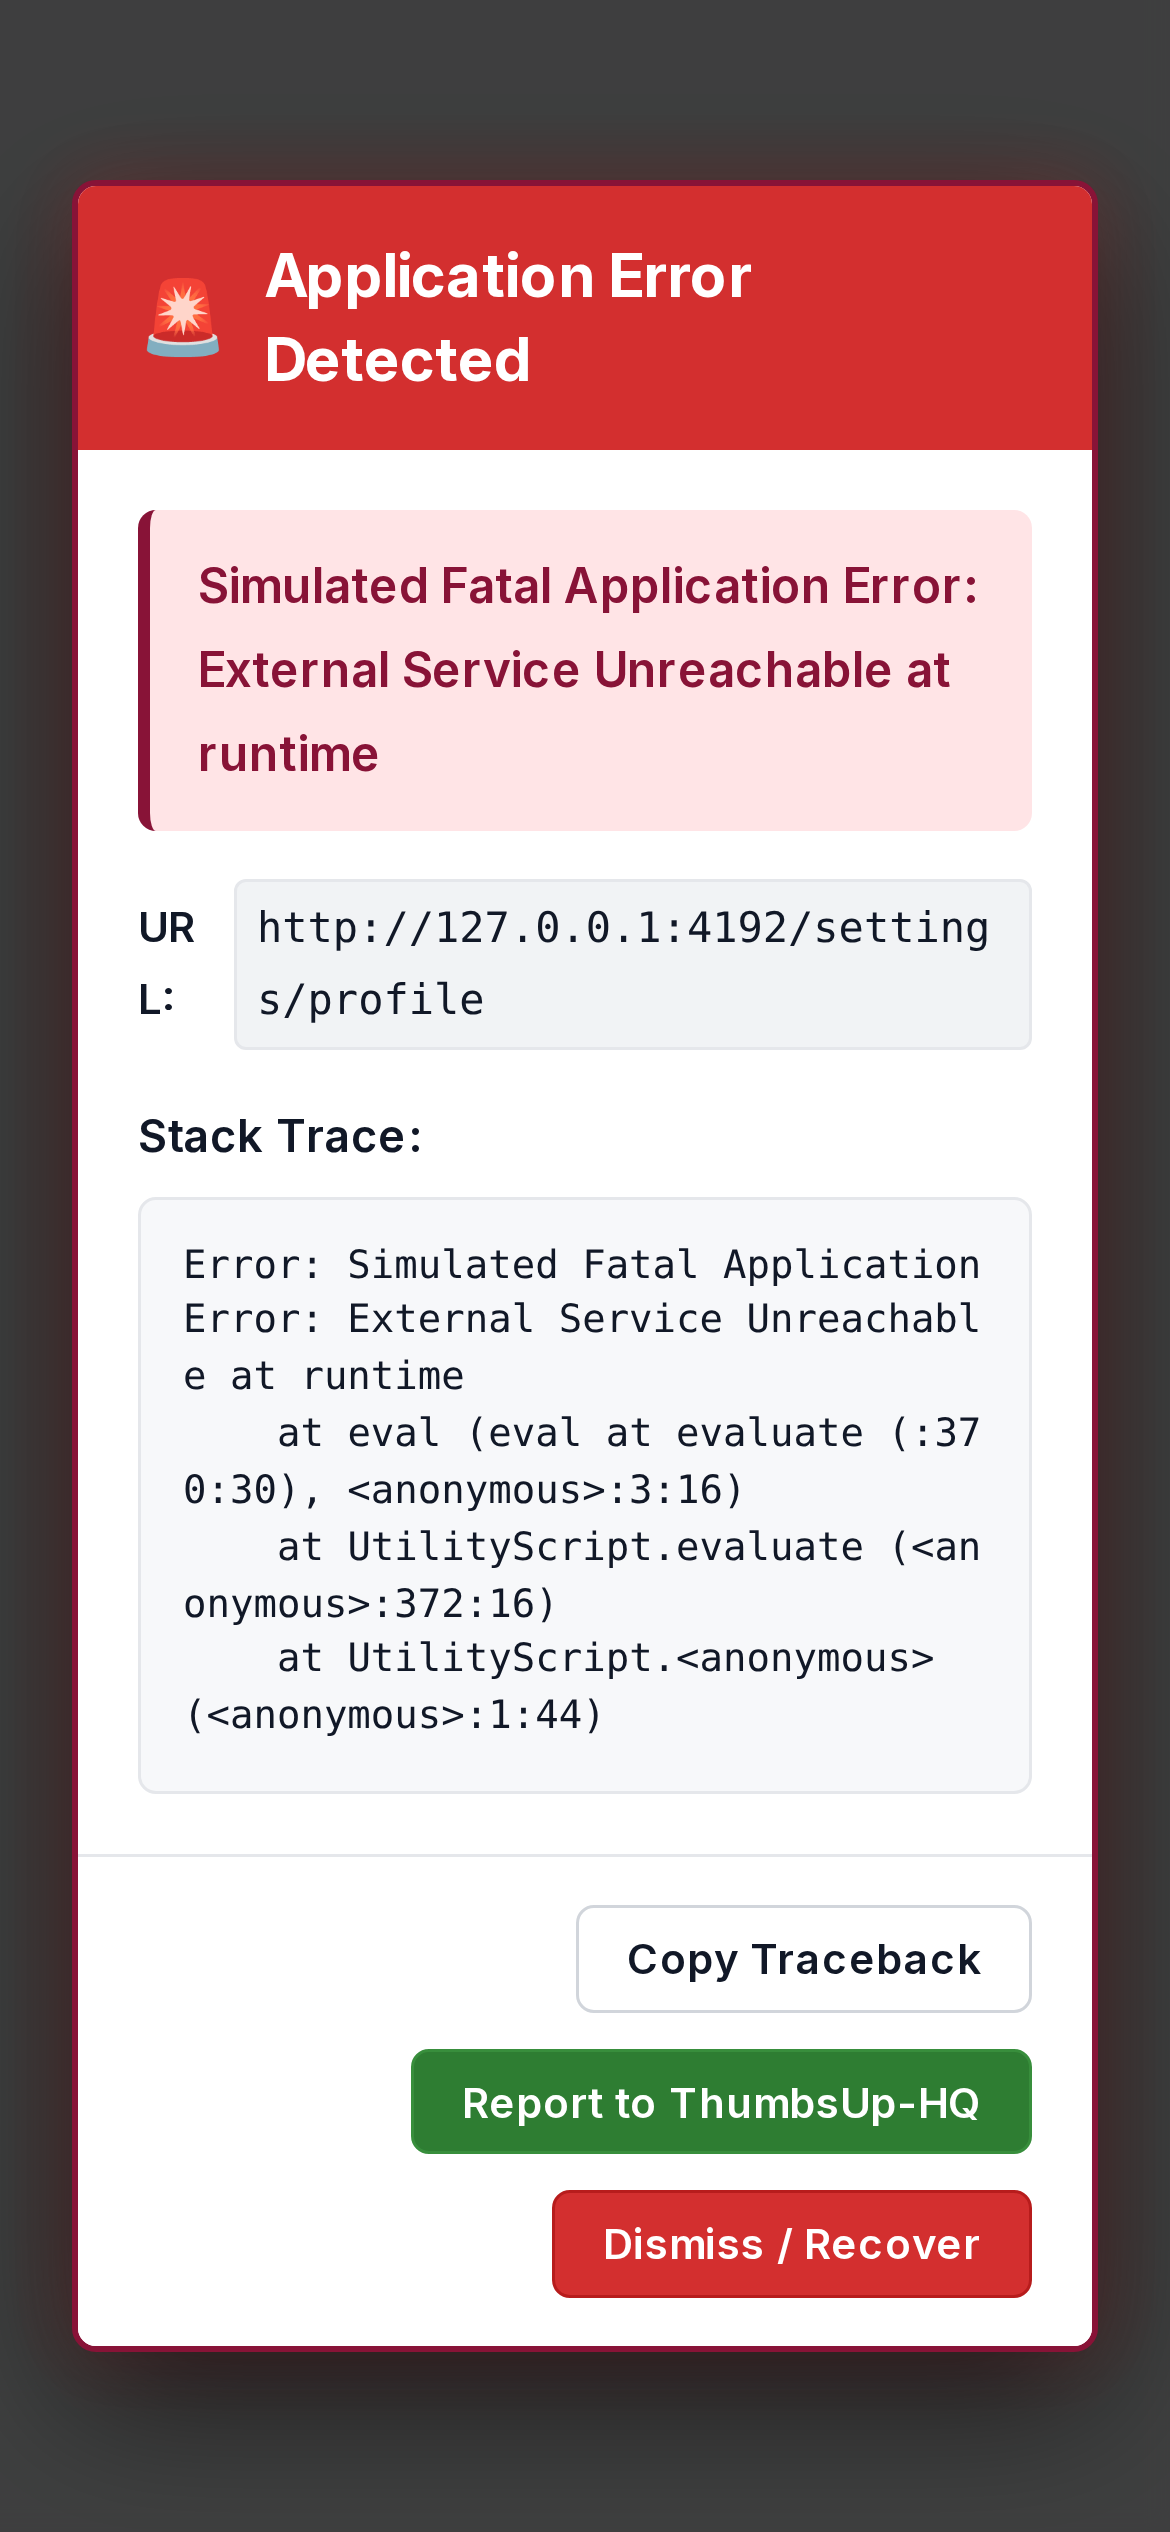 Application Error
Detected
Simulated Fatal Application Error:
External Service Unreachable at
runtime
UR
L:
http://127.0.0.1:4192/setting
s/profile
Stack Trace:
Error: Simulated Fatal Application
Error: External Service Unreachabl
e at runtime
    at eval (eval at evaluate (:37
0:30), <anonymous>:3:16)
    at UtilityScript.evaluate (<an
onymous>:372:16)
    at UtilityScript.<anonymous>
(<anonymous>:1:44)
Copy Traceback
Report to ThumbsUp-HQ
Dismiss / Recover